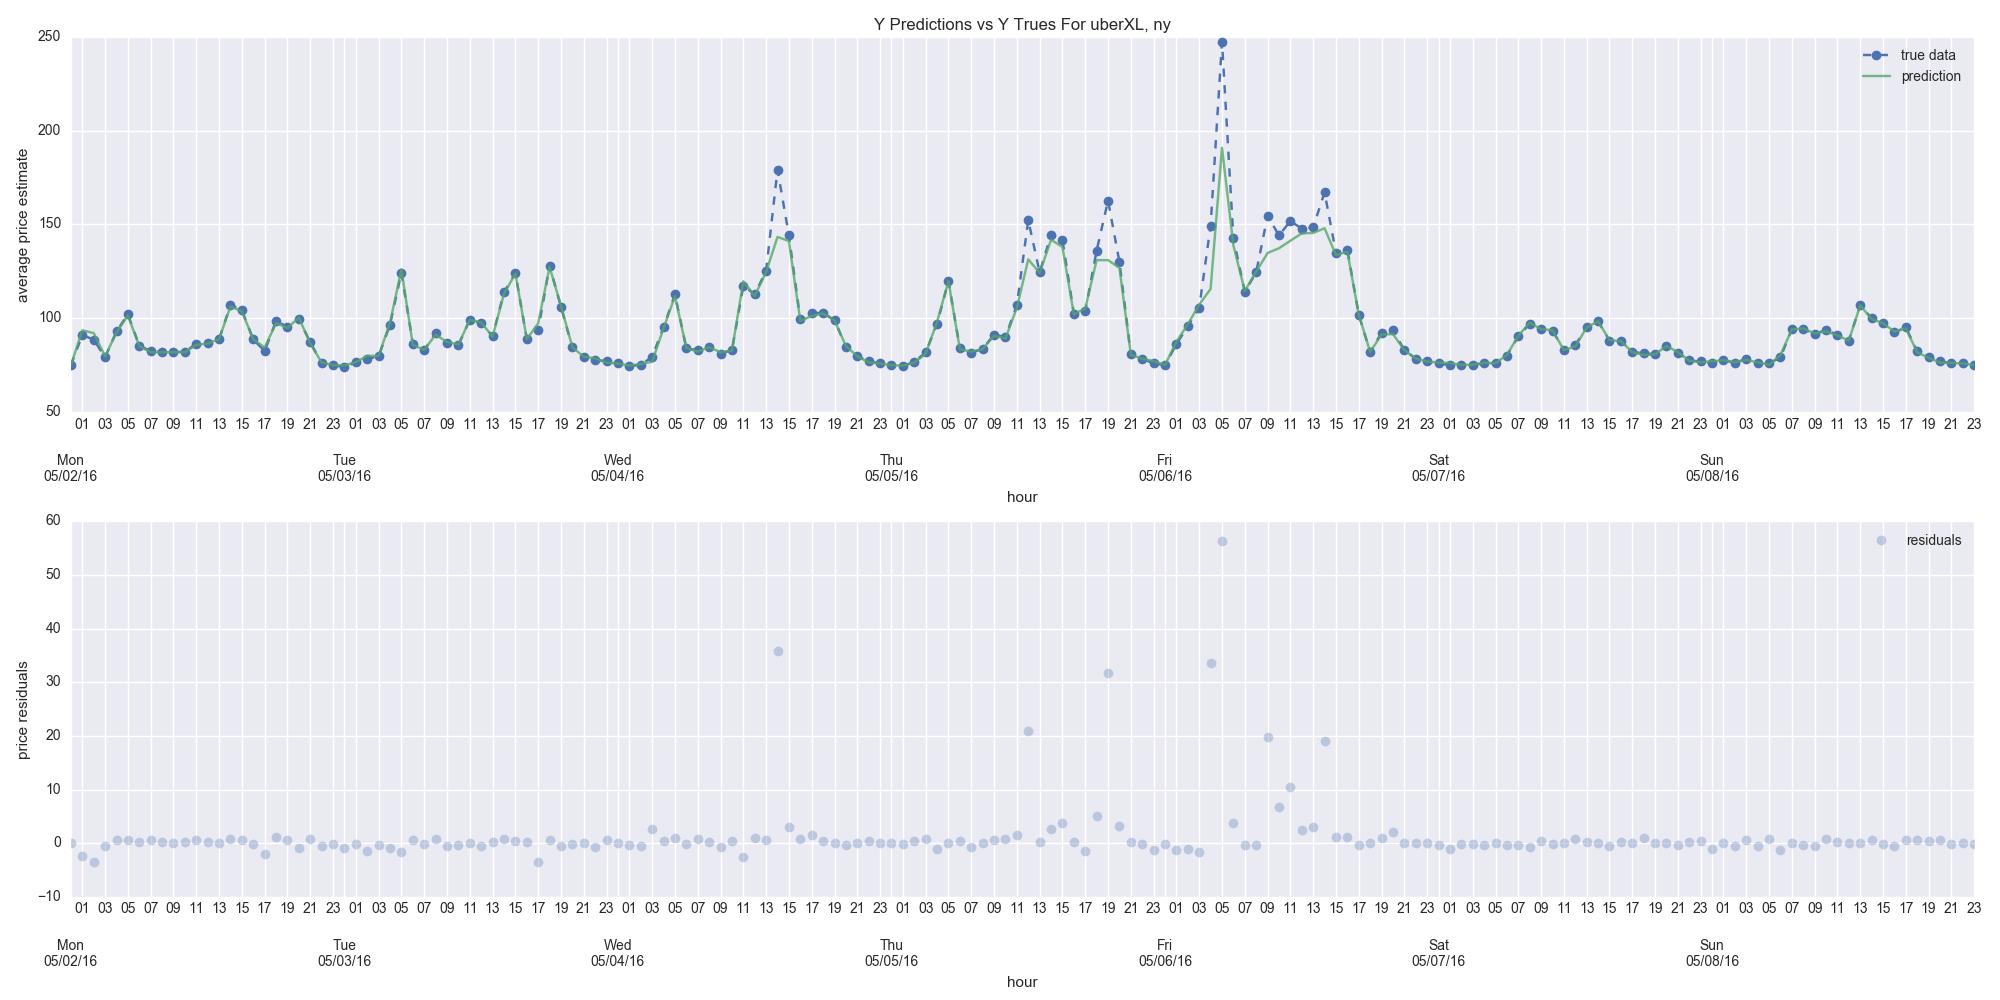 Y Predictions vs Y Trues For uberXL, ny
250
200
150
100
50
average price estimate
true data
prediction
01 03 05 07 09 11 13 15 17 19 21 23 01 03 05 07 09 11 13 15 17 19 21 23 01 03 05 07 09 11 13 15 17 19 21 23 01 03 05 07 09 11 13 15 17 19 21 23 01 03 05 07 09 11 13 15 17 19 21 23 01 03 05 07 09 11 13 15 17 19 21 23 01 03 05 07 09 11 13 15 17 19 21 23
Mon Tue Wed Thu Fri Sat Sun
05/02/16 05/03/16 05/04/16 05/05/16 05/06/16 05/07/16 05/08/16
hour
60
50
40
30
20
10
0
−10
price residuals
residuals
01 03 05 07 09 11 13 15 17 19 21 23 01 03 05 07 09 11 13 15 17 19 21 23 01 03 05 07 09 11 13 15 17 19 21 23 01 03 05 07 09 11 13 15 17 19 21 23 01 03 05 07 09 11 13 15 17 19 21 23 01 03 05 07 09 11 13 15 17 19 21 23 01 03 05 07 09 11 13 15 17 19 21 23
Mon Tue Wed Thu Fri Sat Sun
05/02/16 05/03/16 05/04/16 05/05/16 05/06/16 05/07/16 05/08/16
hour